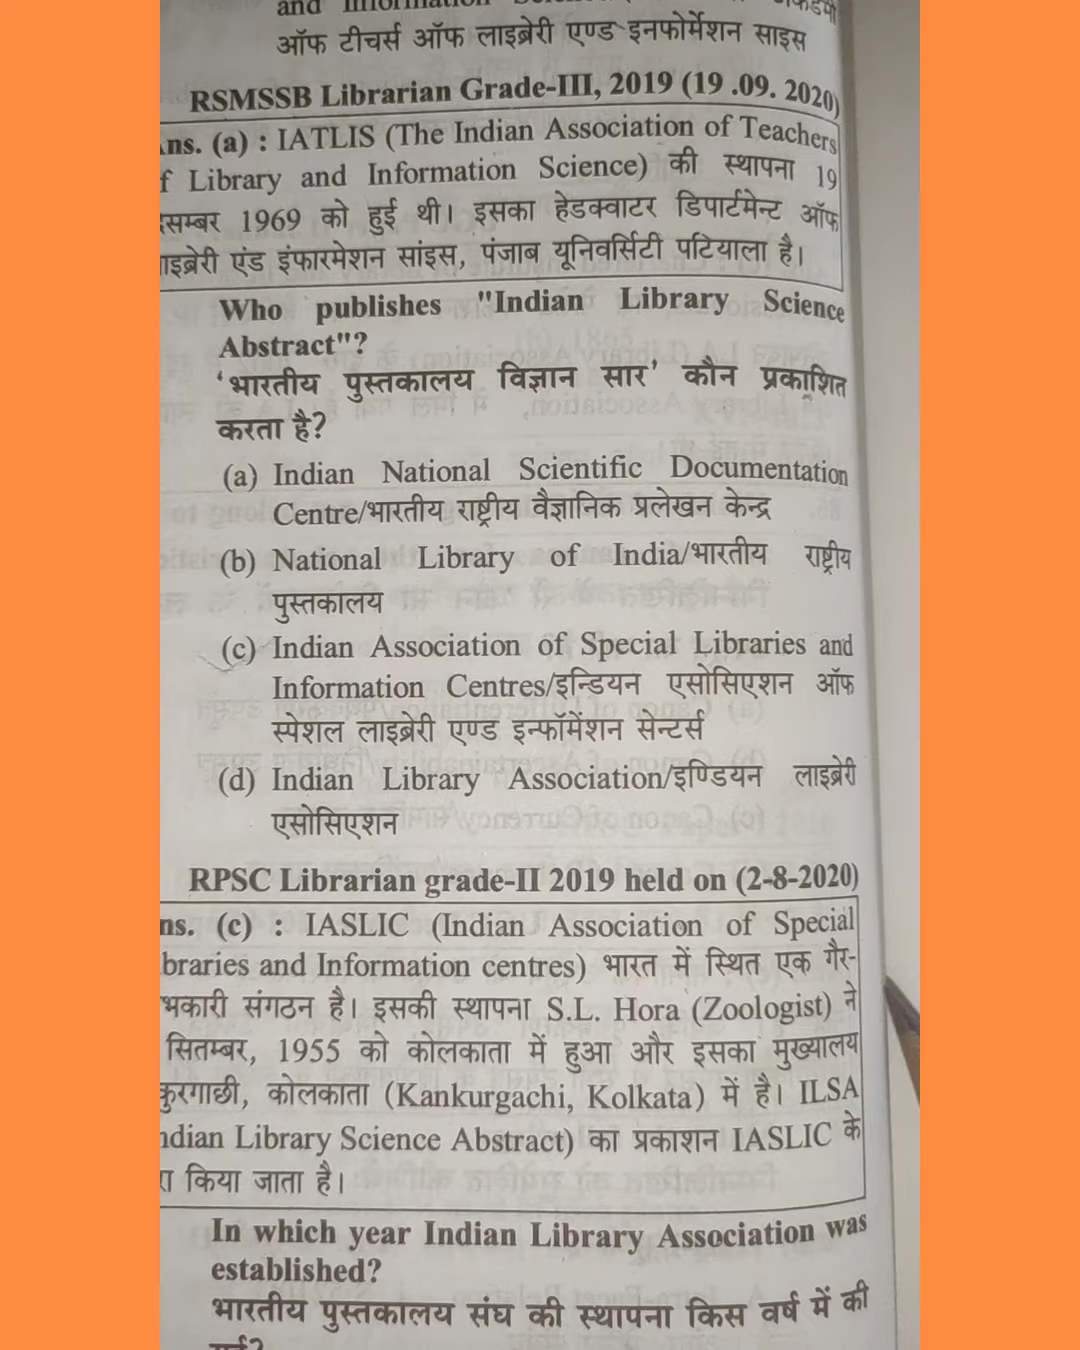 and Information
ऑफ टीचर्स ऑफ लाइब्रेरी एण्ड इनफोर्मेशन साइस
RSMSSB Librarian Grade-III, 2019 (19 .09. 2020)
ns. (a) : IATLIS (The Indian Association of Teachers
f Library and Information Science) की स्थापना 19
सम्बर 1969 को हुई थी। इसका हेडक्वाटर डिपार्टमेन्ट ऑफ
इब्रेरी एंड इंफारमेशन सांइस, पंजाब यूनिवर्सिटी पटियाला है।
Who publishes "Indian Library Science
Abstract"?
‘भारतीय पुस्तकालय विज्ञान सार’ कौन प्रकाशित
करता है?
(a) Indian National Scientific Documentation
Centre/भारतीय राष्ट्रीय वैज्ञानिक प्रलेखन केन्द्र
(b) National Library of India/भारतीय राष्ट्रीय
पुस्तकालय
(c) Indian Association of Special Libraries and
Information Centres/इन्डियन एसोसिएशन ऑफ
स्पेशल लाइब्रेरी एण्ड इन्फॉमेंशन सेन्टर्स
(d) Indian Library Association/इण्डियन लाइब्रेरी
एसोसिएशन
RPSC Librarian grade-II 2019 held on (2-8-2020)
ns. (c) : IASLIC (Indian Association of Special
braries and Information centres) भारत में स्थित एक गैर-
भकारी संगठन है। इसकी स्थापना S.L. Hora (Zoologist) ने
सितम्बर, 1955 को कोलकाता में हुआ और इसका मुख्यालय
कुरगाछी, कोलकाता (Kankurgachi, Kolkata) में है। ILSA
ndian Library Science Abstract) का प्रकाशन IASLIC के
रा किया जाता है।
In which year Indian Library Association was
established?
भारतीय पुस्तकालय संघ की स्थापना किस वर्ष में की